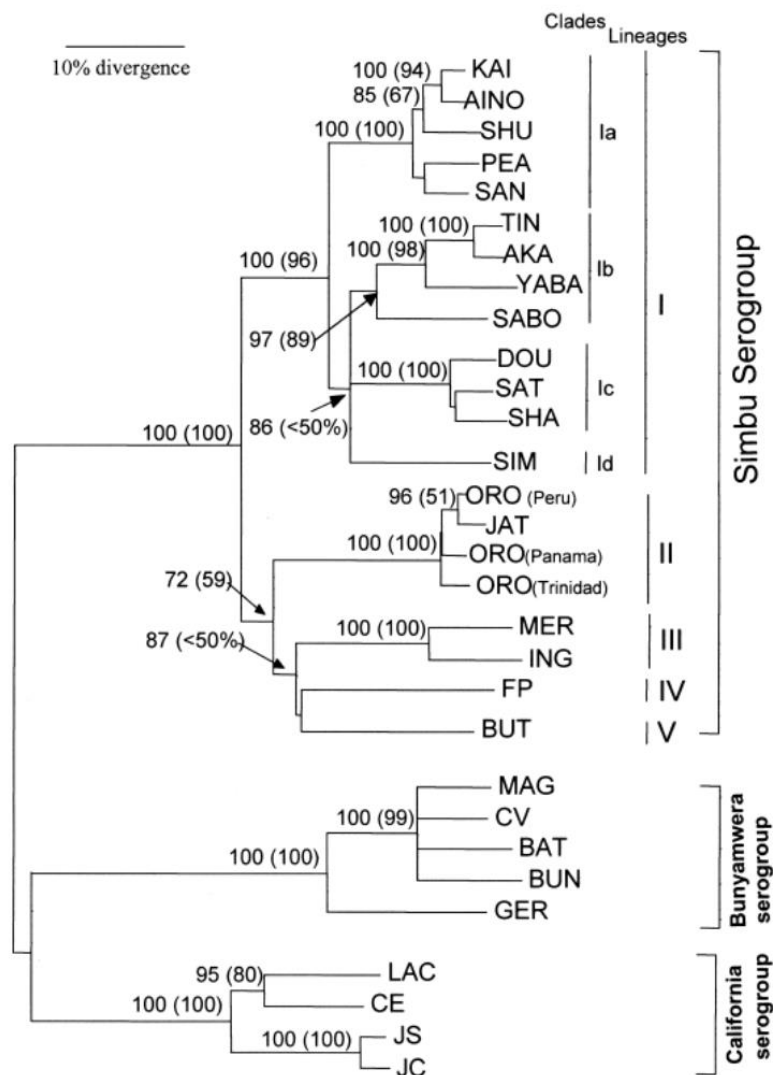 Clades
Lineages
10% divergence
100 (94)
KAI
85 (67)
AINO
100 (100)
SHU
Ia
PEA
SAN
100 (100)
TIN
100 (98)
AKA
Ib
100 (96)
YABA
SABO
I
97 (89)
DOU
100 (100)
SAT
Ic
SHA
86 (<50%)
100 (100)
SIM
Id
Simbu Serogroup
96 (51)
ORO (Peru)
JAT
100 (100)
ORO(Panama)
II
72 (59)
ORO(Trinidad)
87 (<50%)
100 (100)
MER
III
ING
FP
IV
BUT
V
MAG
100 (99)
CV
100 (100)
BAT
BUN
GER
Bunyamwera
serogroup
95 (80)
LAC
100 (100)
CE
100 (100)
JS
JC
California
serogroup